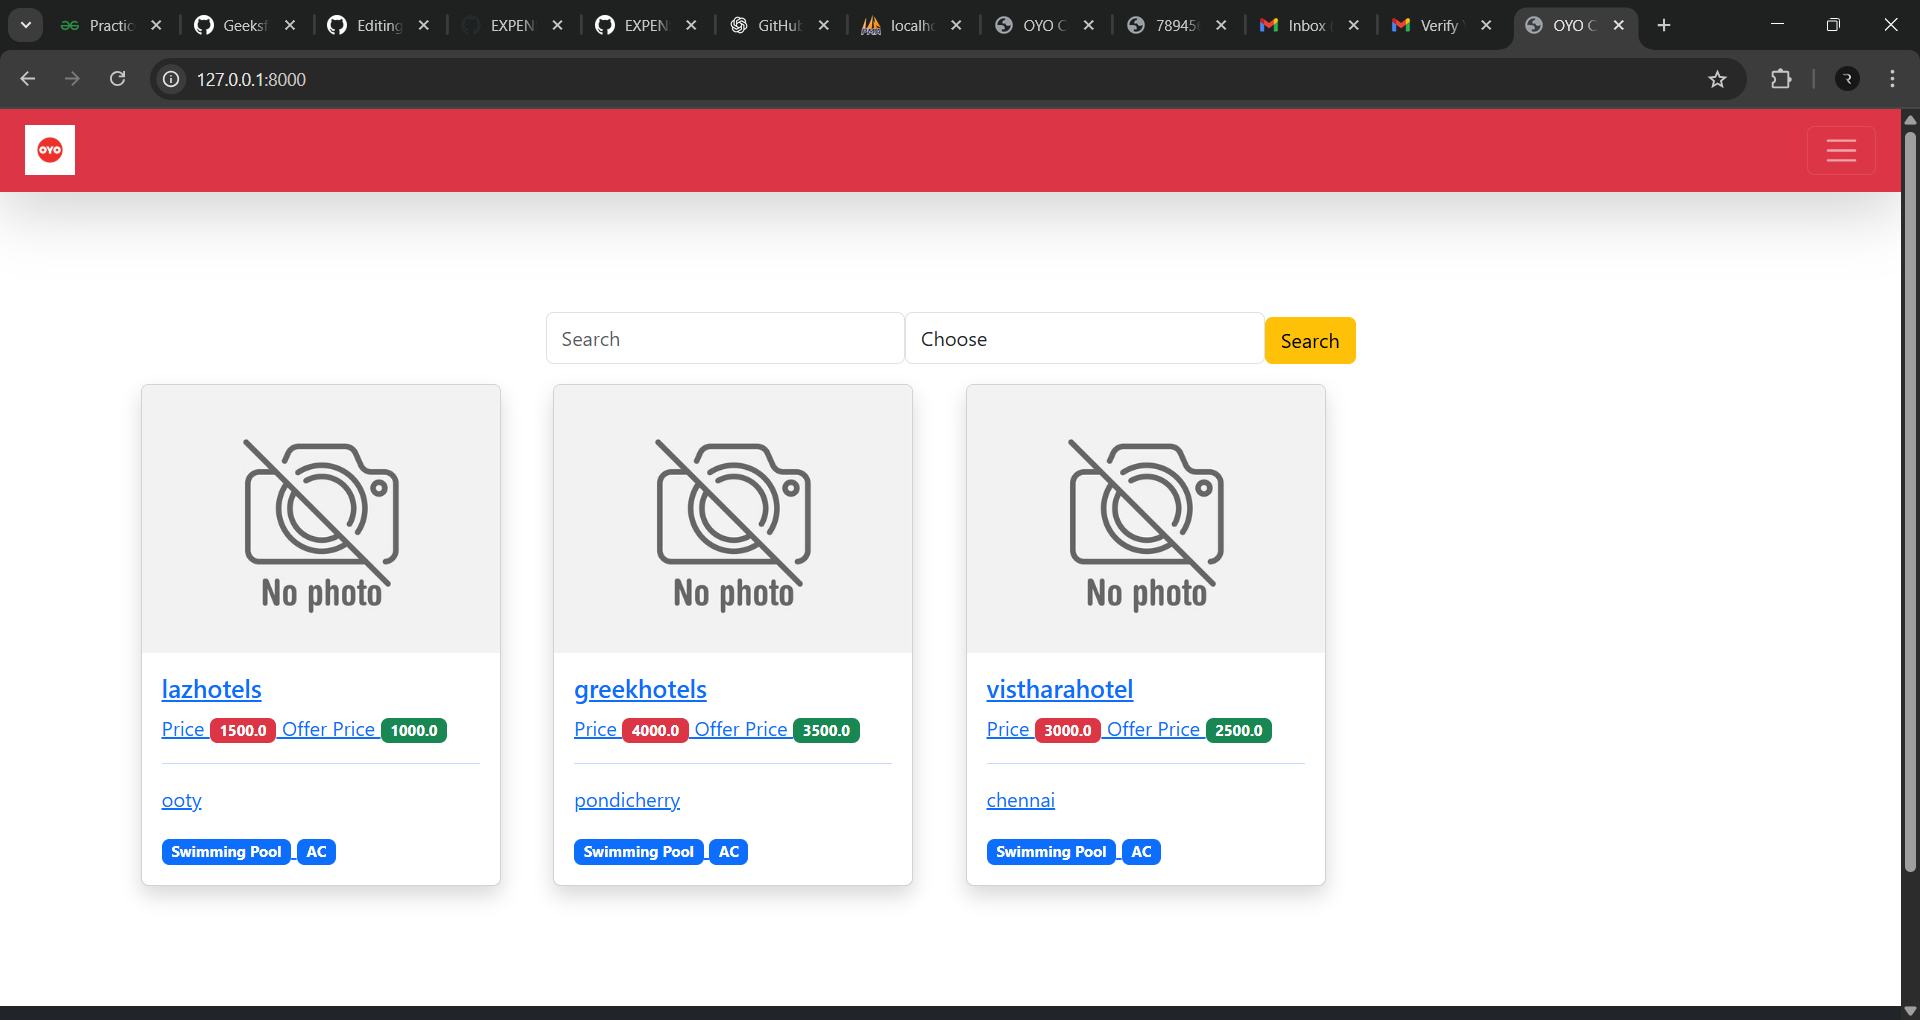 Practic Geeksf Editing EXPEN EXPEN GitHub localho OYO C 78945 Inbox Verify OYO C
127.0.0.1:8000
OYO
Search Choose Search
No photo No photo No photo
lazhotels greekhotels vistharahotel
Price 1500.0 Offer Price 1000.0 Price 4000.0 Offer Price 3500.0 Price 3000.0 Offer Price 2500.0
ooty pondicherry chennai
Swimming Pool AC Swimming Pool AC Swimming Pool AC